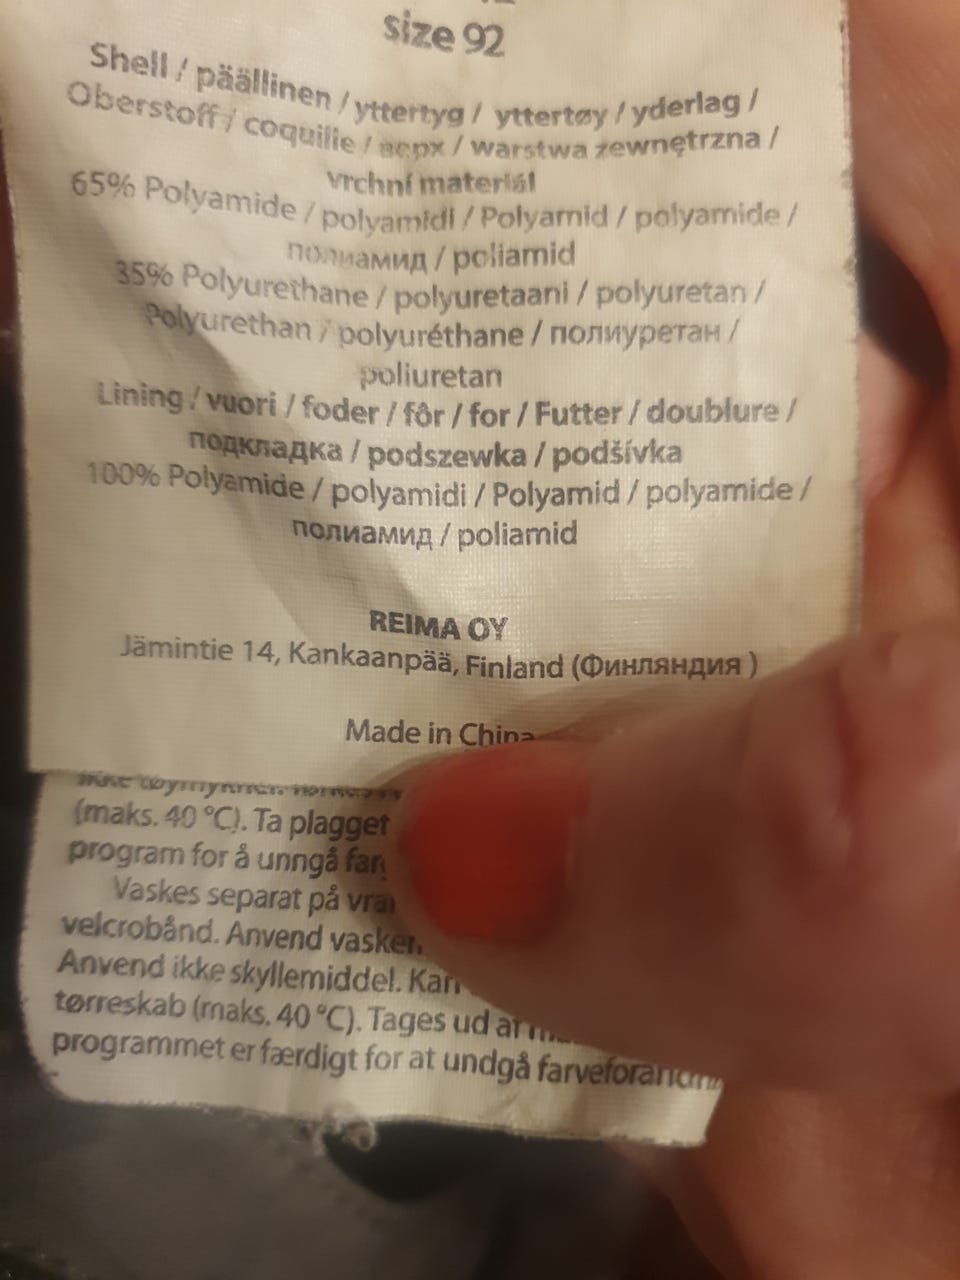 size 92
Shell / päällinen / yttertyg / yttertøy / yderlag /
Oberstoff / coquille / верх / warstwa zewnętrzna /
vrchní materiál
65% Polyamide / polyamidi / Polyamid / polyamide /
полиамид / poliamid
35% Polyurethane / polyuretaani / polyuretan /
Polyurethan / polyuréthane / полиуретан /
poliuretan
Lining / vuori / foder / fôr / for / Futter / doublure /
подкладка / podszewka / podšívka
100% Polyamide / polyamidi / Polyamid / polyamide /
полиамид / poliamid
REIMA OY
Jämintie 14, Kankaanpää, Finland (Финляндия )
Made in China
(maks. 40 °C). Ta plagget
program for å unngå
Vaskes separat på
velcrobånd. Anvend
Anvend ikke skyllemiddel. Kan
tørreskab (maks. 40 °C). Tages ud af
programmet er færdigt for at undgå